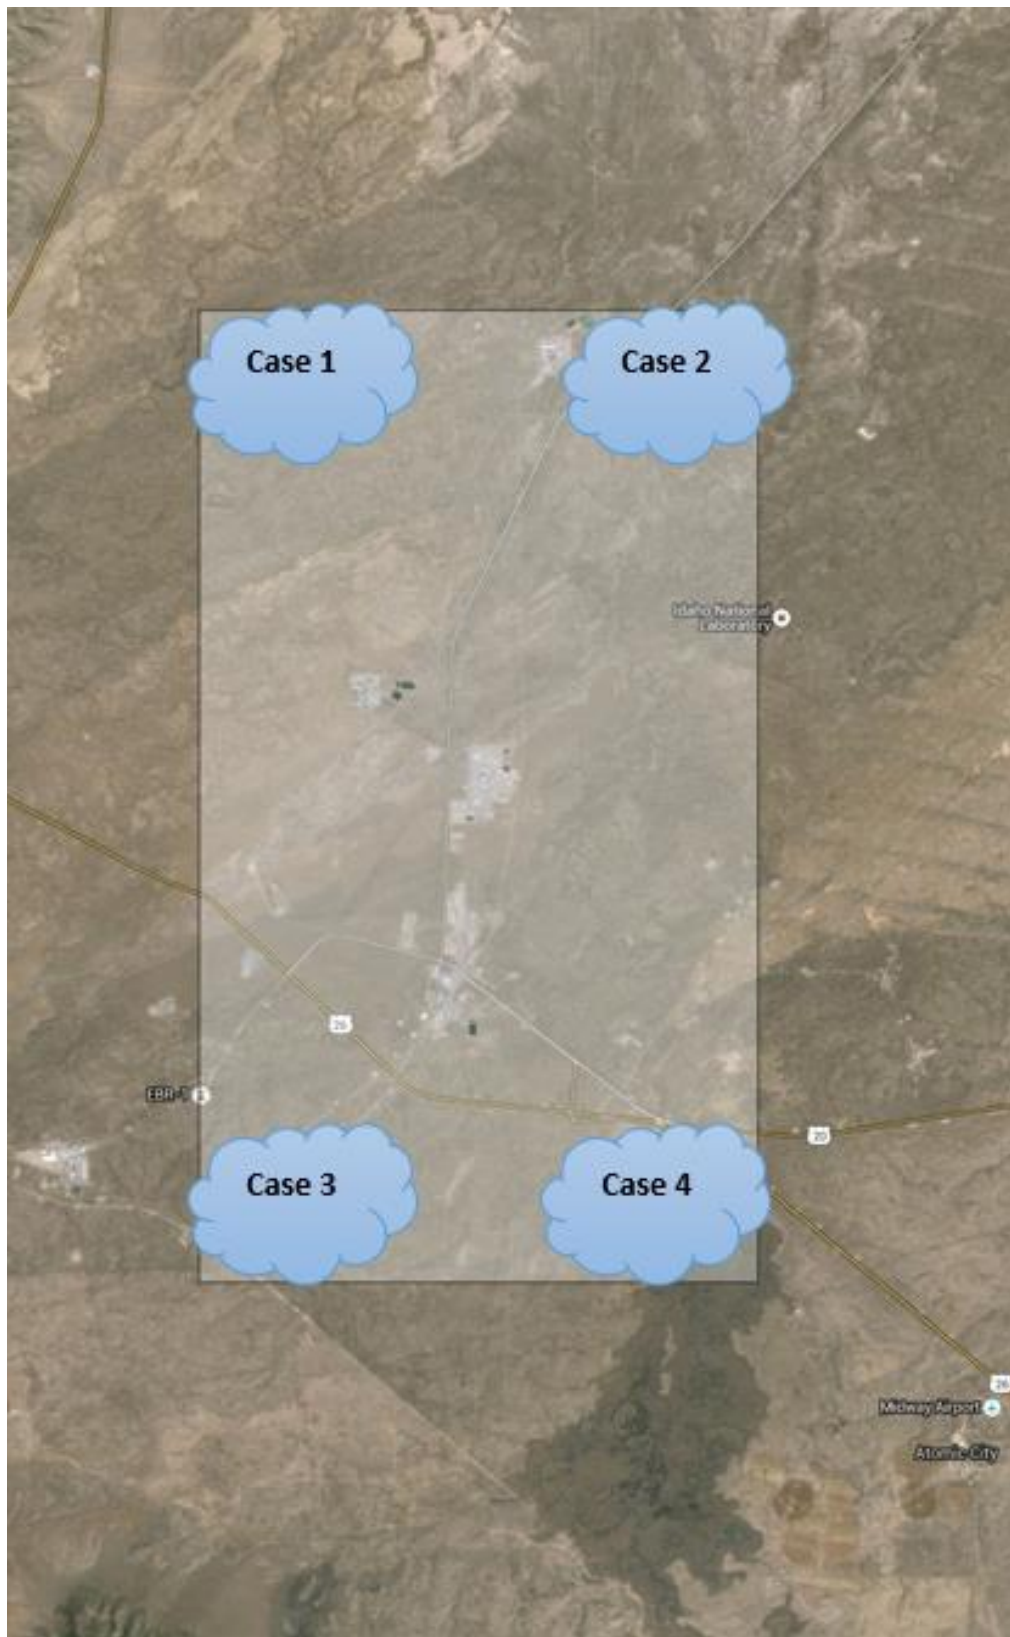 Case 1
Case 2
Idaho National
Laboratory
26
EBR-1
20
Case 3
Case 4
26
Midway Airport
Atomic City